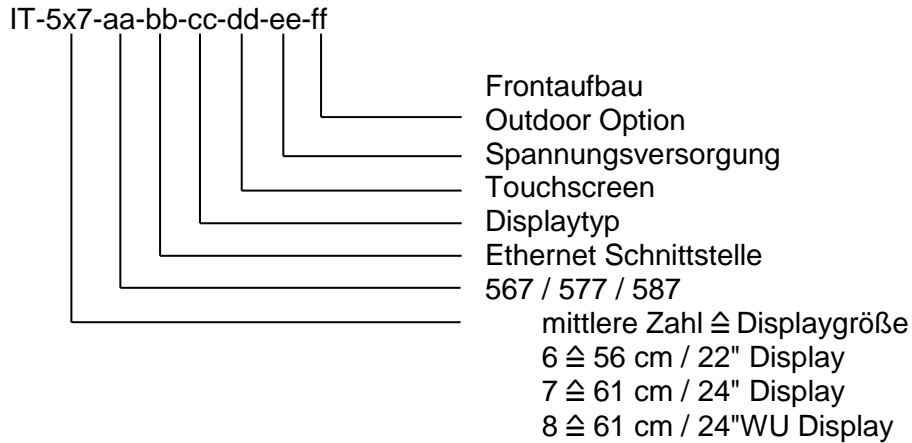 IT-5x7-aa-bb-cc-dd-ee-ff
Frontaufbau
Outdoor Option
Spannungsversorgung
Touchscreen
Displaytyp
Ethernet Schnittstelle
567 / 577 / 587
mittlere Zahl ≙ Displaygröße
6 ≙ 56 cm / 22" Display
7 ≙ 61 cm / 24" Display
8 ≙ 61 cm / 24"WU Display